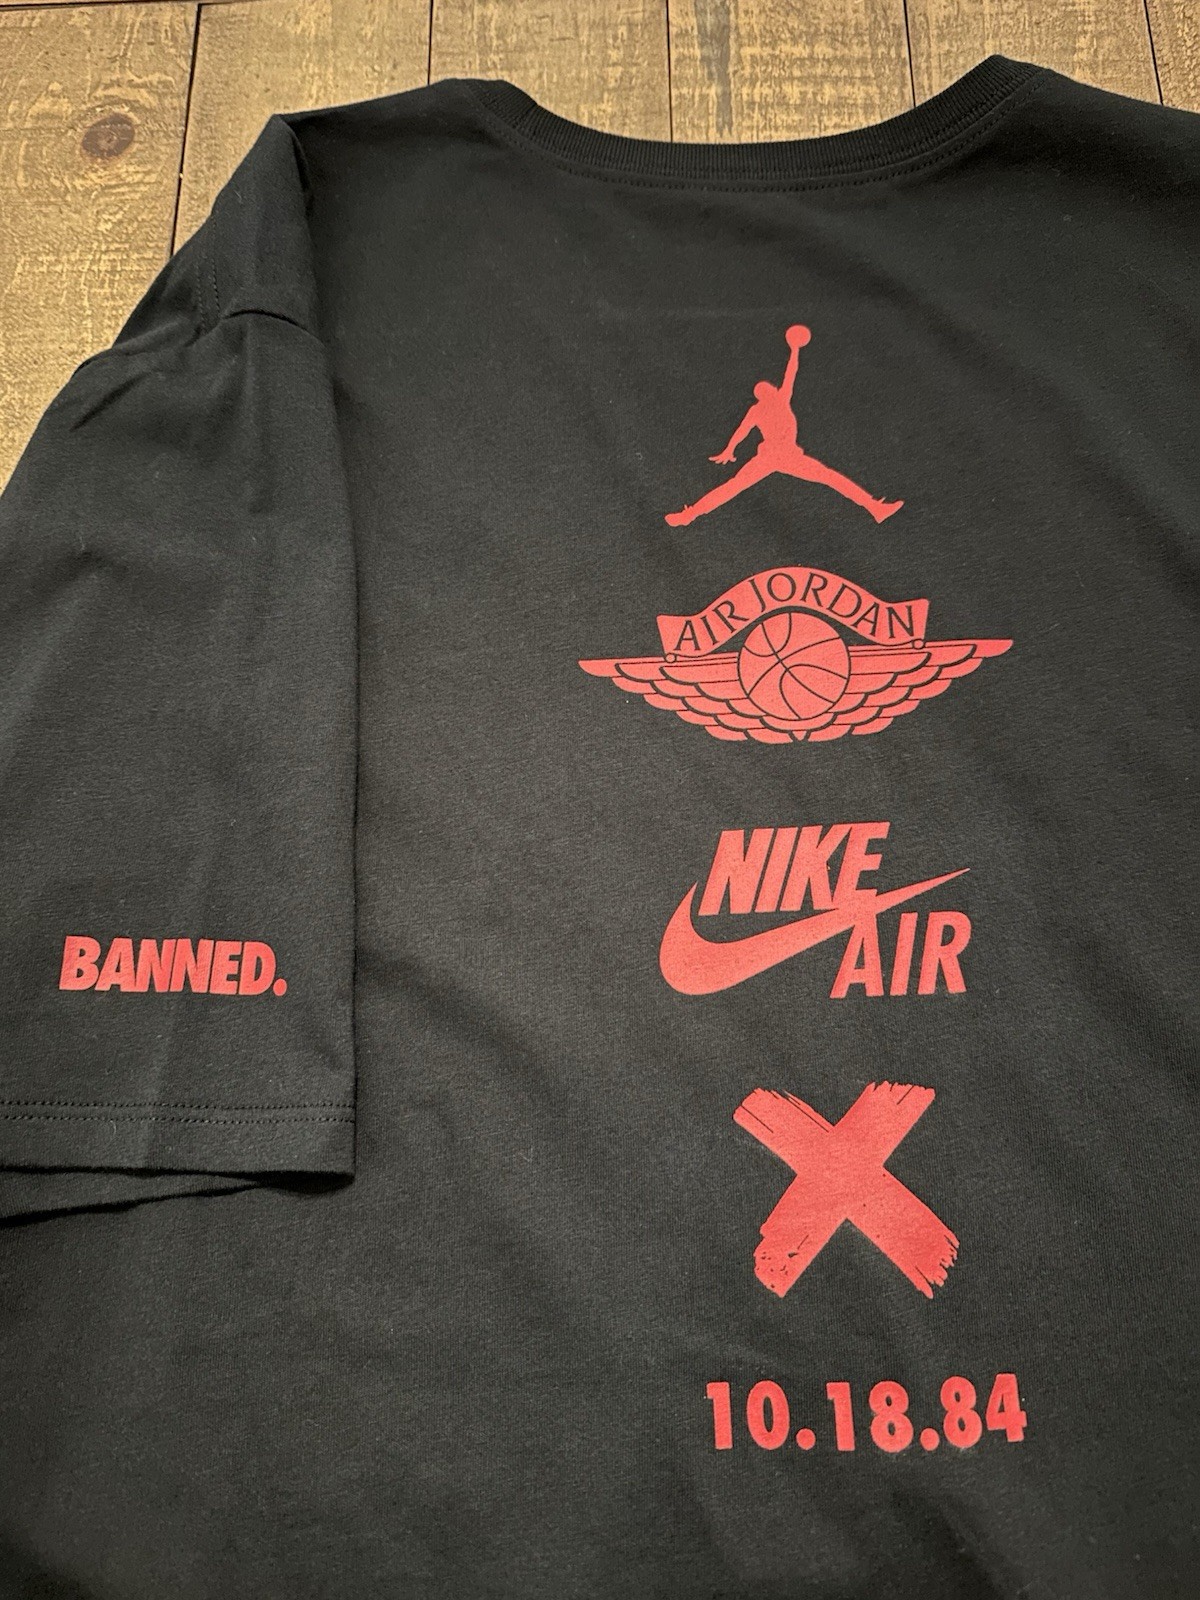 AIR JORDAN
NIKE
AIR
BANNED.
10.18.84